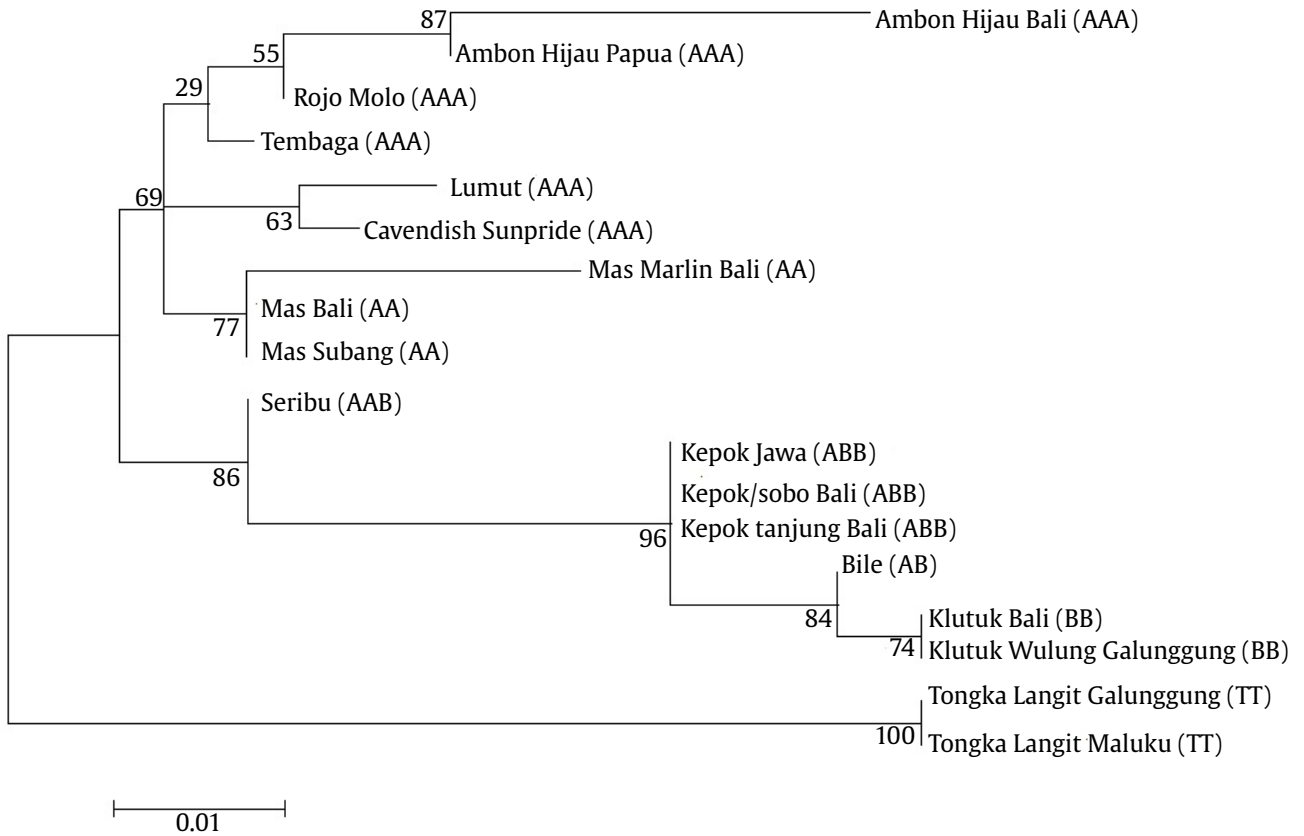 87
Ambon Hijau Bali (AAA)
55
Ambon Hijau Papua (AAA)
29
Rojo Molo (AAA)
Tembaga (AAA)
69
Lumut (AAA)
63
Cavendish Sunpride (AAA)
Mas Marlin Bali (AA)
Mas Bali (AA)
77
Mas Subang (AA)
Seribu (AAB)
86
Kepok Jawa (ABB)
Kepok/sobo Bali (ABB)
Kepok tanjung Bali (ABB)
96
Bile (AB)
84
Klutuk Bali (BB)
74
Klutuk Wulung Galunggung (BB)
Tongka Langit Galunggung (TT)
100
Tongka Langit Maluku (TT)
0.01